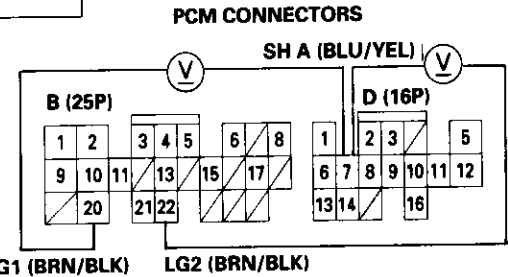 PCM CONNECTORS
SH A (BLU/YEL)
V V
B (25P) D (16P)
1 2 3 4 5 6 8 1 2 3 5
9 10 11 13 15 17 6 7 8 9 10 11 12
20 21 22 13 14 16
G1 (BRN/BLK) LG2 (BRN/BLK)